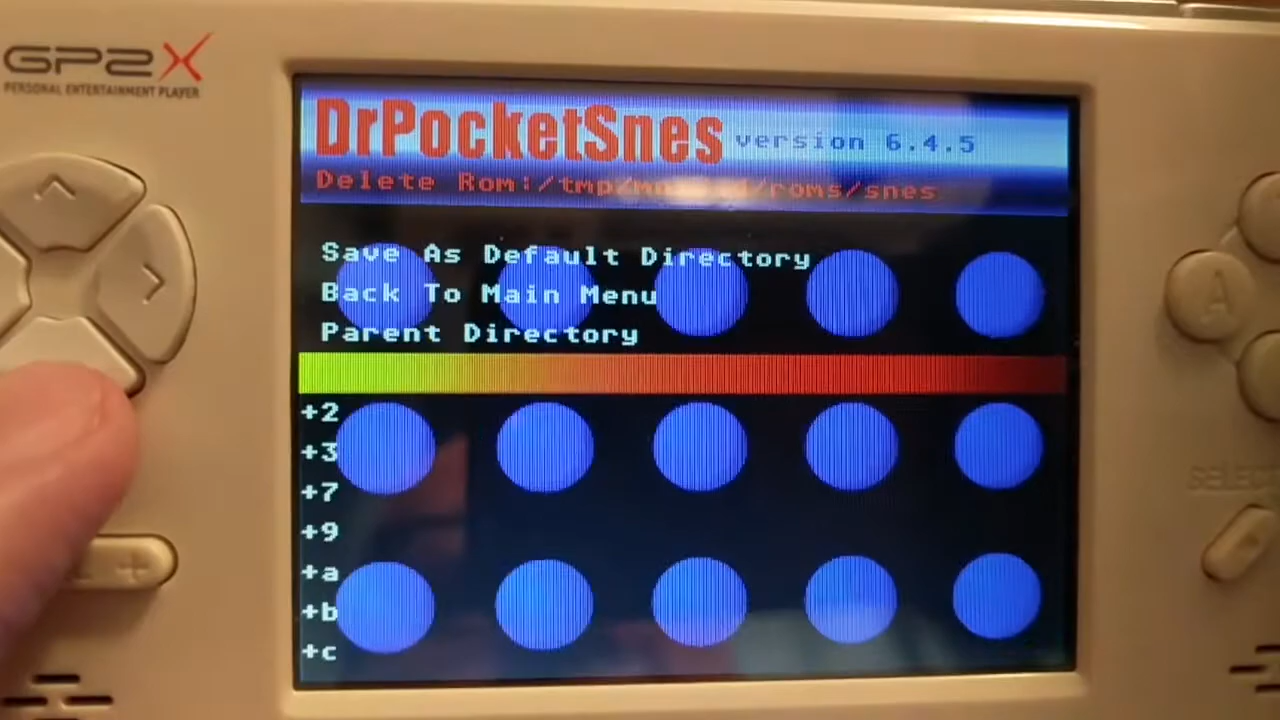 GP2X
PERSONAL ENTERTAINMENT PLAYER
DrPocketSnes version 6.4.5
Delete Rom:/roms/snes
Save As Default Directory
Back To Main Menu
Parent Directory
+2
+3
+7
+9
+a
+b
+c
A
SELECT
+